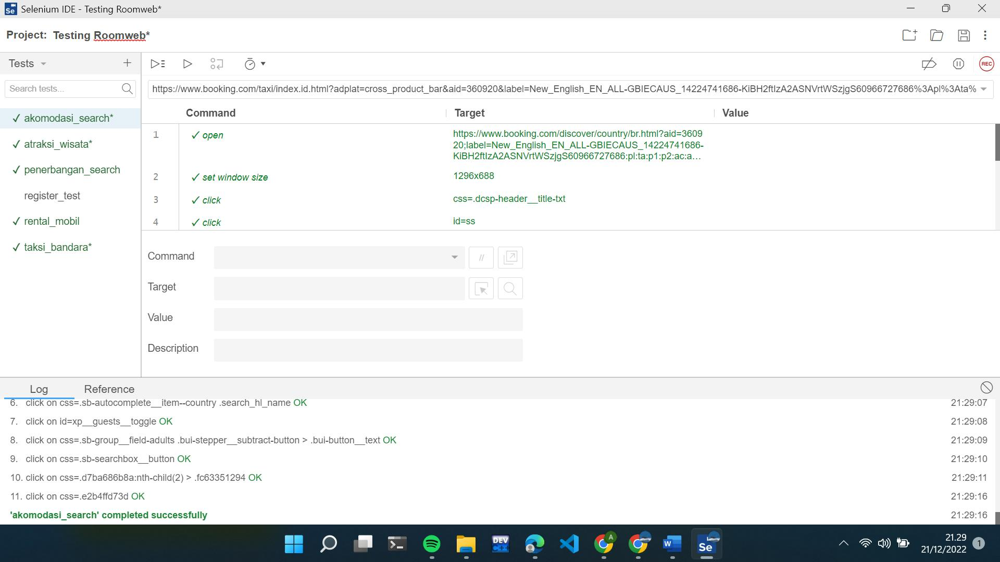 Selenium IDE - Testing Roomweb*
Project: Testing Roomweb*
Tests
REC
Search tests...
https://www.booking.com/taxi/index.id.html?adplat=cross_product_bar&aid=360920&label=New_English_EN_ALL-GBIECAUS_14224741686-KiBH2ftIzA2ASNVrtWSzjgS60966727686%3Apl%3Ata%
✓ akomodasi_search*
✓ atraksi_wisata*
✓ penerbangan_search
register_test
✓ rental_mobil
✓ taksi_bandara*
Command Target Value
1 ✓ open https://www.booking.com/discover/country/br.html?aid=3609
20;label=New_English_EN_ALL-GBIECAUS_14224741686-
KiBH2ftIzA2ASNVrtWSzjgS60966727686:pl:ta:p1:p2:ac:a...
2 ✓ set window size 1296x688
3 ✓ click css=.dcsp-header__title-txt
4 ✓ click id=ss
Command //
Target
Value
Description
Log Reference
6. click on css=.sb-autocomplete__item--country .search_hl_name OK 21:29:07
7. click on id=xp__guests__toggle OK 21:29:08
8. click on css=.sb-group__field-adults .bui-stepper__subtract-button > .bui-button__text OK 21:29:09
9. click on css=.sb-searchbox__button OK 21:29:10
10. click on css=.d7ba686b8a:nth-child(2) > .fc63351294 OK 21:29:11
11. click on css=.e2b4ffd73d OK 21:29:16
'akomodasi_search' completed successfully 21:29:16
DEV C++
A
W
Se
21.29
21/12/2022
1